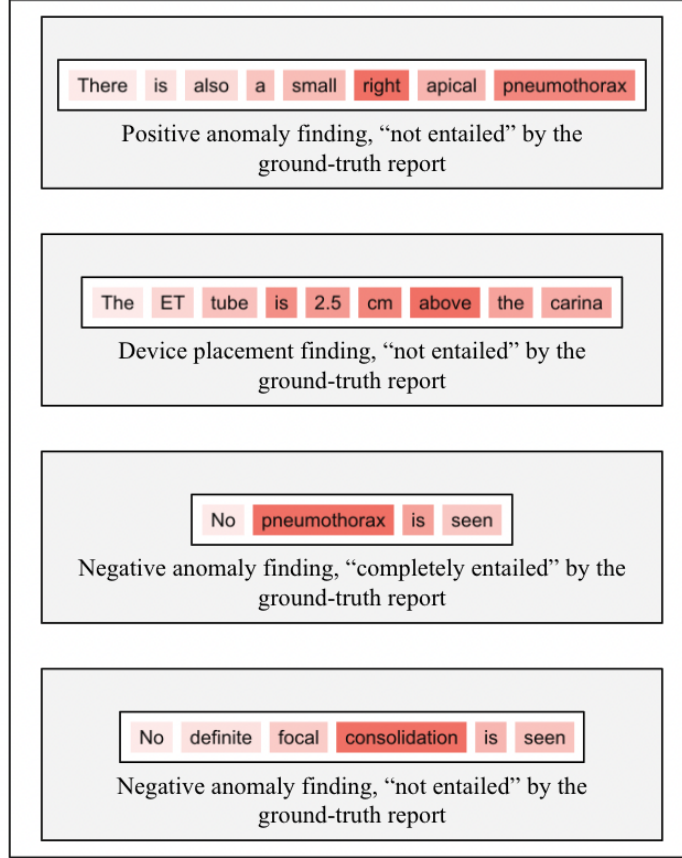 There is also a small right apical pneumothorax
Positive anomaly finding, “not entailed” by the
ground-truth report
The ET tube is 2.5 cm above the carina
Device placement finding, “not entailed” by the
ground-truth report
No pneumothorax is seen
Negative anomaly finding, “completely entailed” by the
ground-truth report
No definite focal consolidation is seen
Negative anomaly finding, “not entailed” by the
ground-truth report